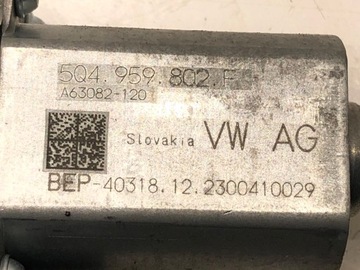 5Q4.959.802.F
A63082-120
Slovakia VW AG
BEP-40318.12.2300410029